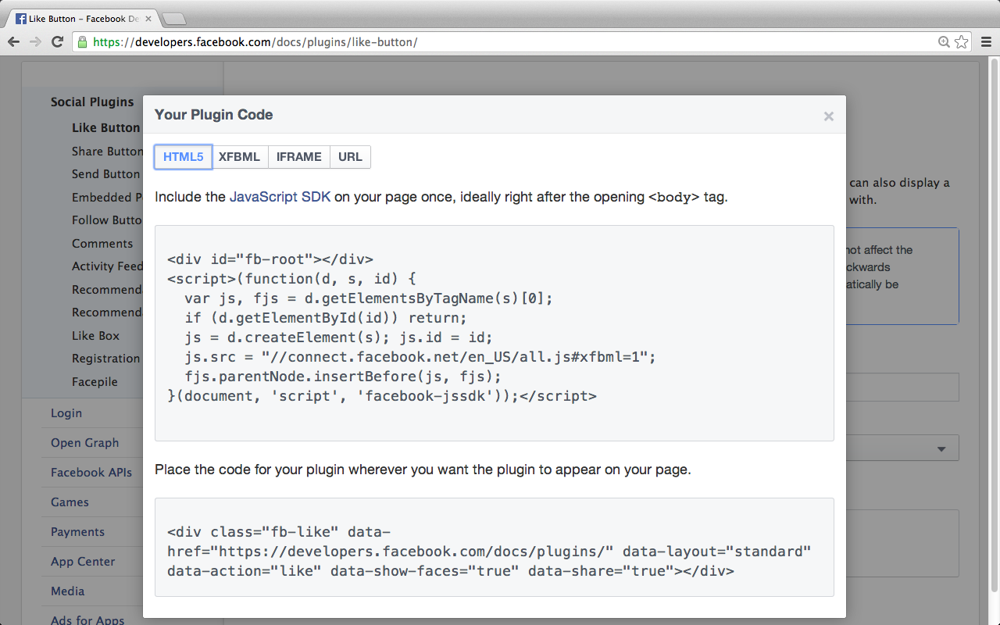 Like Button – Facebook De
https://developers.facebook.com/docs/plugins/like-button/
Social Plugins
Like Button
Share Button
Send Button
Embedded P
Follow Butto
Comments
Activity Feed
Recommend
Recommend
Like Box
Registration
Facepile
Login
Open Graph
Facebook APIs
Games
Payments
App Center
Media
Ads for Apps
Your Plugin Code
×
HTML5 XFBML IFRAME URL
Include the JavaScript SDK on your page once, ideally right after the opening <body> tag.
<div id="fb-root"></div>
<script>(function(d, s, id) {
  var js, fjs = d.getElementsByTagName(s)[0];
  if (d.getElementById(id)) return;
  js = d.createElement(s); js.id = id;
  js.src = "//connect.facebook.net/en_US/all.js#xfbml=1";
  fjs.parentNode.insertBefore(js, fjs);
}(document, 'script', 'facebook-jssdk'));</script>
Place the code for your plugin wherever you want the plugin to appear on your page.
<div class="fb-like" data-
href="https://developers.facebook.com/docs/plugins/" data-layout="standard"
data-action="like" data-show-faces="true" data-share="true"></div>
can also display a
with.
not affect the
ckwards
atically be